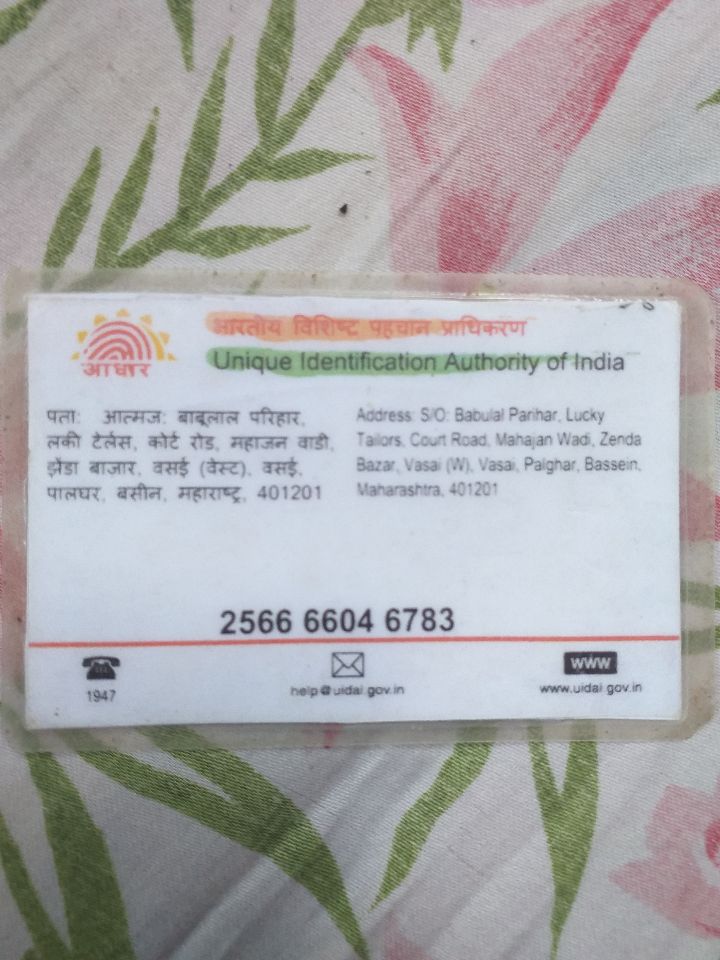 आधार
भारतीय विशिष्ट पहचान प्राधिकरण
Unique Identification Authority of India
पता: आत्मज: बाबूलाल परिहार,
लकी टेर्लस, कोर्ट रोड, महाजन वाडी,
झेंडा बाजार, वसई (वेस्ट), वसई,
पालघर, बसीन, महाराष्ट्र, 401201
Address: S/O: Babulal Parihar, Lucky
Tailors, Court Road, Mahajan Wadi, Zenda
Bazar, Vasai (W), Vasai, Palghar, Bassein,
Maharashtra, 401201
2566 6604 6783
1947
help@uidai.gov.in
www
www.uidai.gov.in